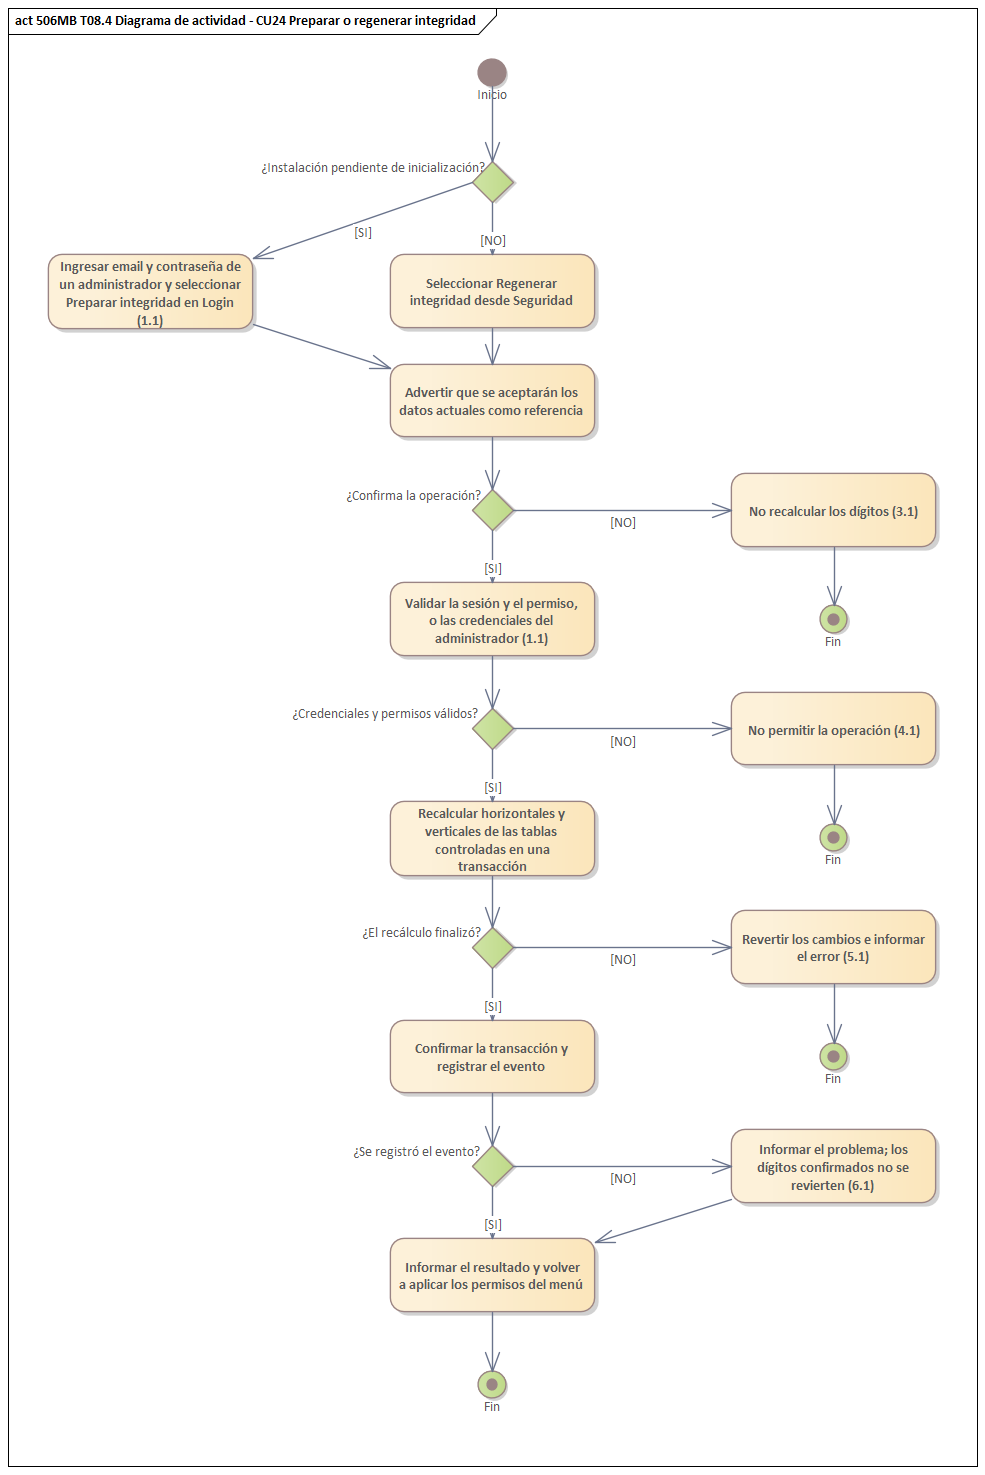 act 506MB T08.4 Diagrama de actividad - CU24 Preparar o regenerar integridad
Inicio
¿Instalación pendiente de inicialización?
[SI]
[NO]
Ingresar email y contraseña de
un administrador y seleccionar
Preparar integridad en Login
(1.1)
Seleccionar Regenerar
integridad desde Seguridad
Advertir que se aceptarán los
datos actuales como referencia
¿Confirma la operación?
[NO]
No recalcular los dígitos (3.1)
[SI]
Fin
Validar la sesión y el permiso,
o las credenciales del
administrador (1.1)
¿Credenciales y permisos válidos?
[NO]
No permitir la operación (4.1)
[SI]
Fin
Recalcular horizontales y
verticales de las tablas
controladas en una
transacción
¿El recálculo finalizó?
[NO]
Revertir los cambios e informar
el error (5.1)
[SI]
Fin
Confirmar la transacción y
registrar el evento
¿Se registró el evento?
[NO]
Informar el problema; los
dígitos confirmados no se
revierten (6.1)
[SI]
Informar el resultado y volver
a aplicar los permisos del menú
Fin